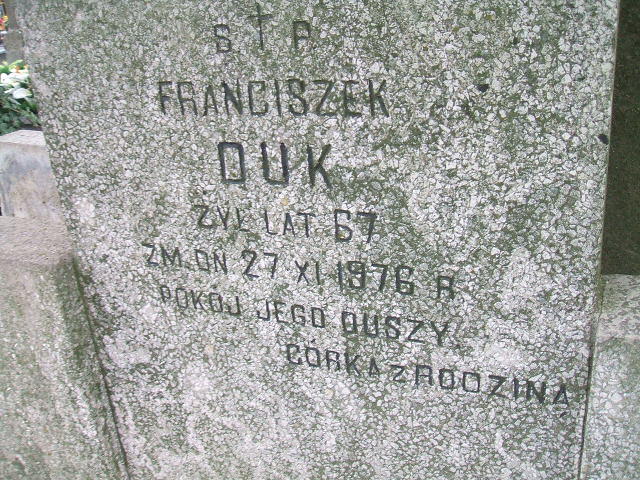 Ś † P
FRANCISZEK
DUK
ŻYŁ LAT 67
ZM. DN 27 XI 1976 R
POKÓJ JEGO DUSZY.
CÓRKA Z RODZINĄ